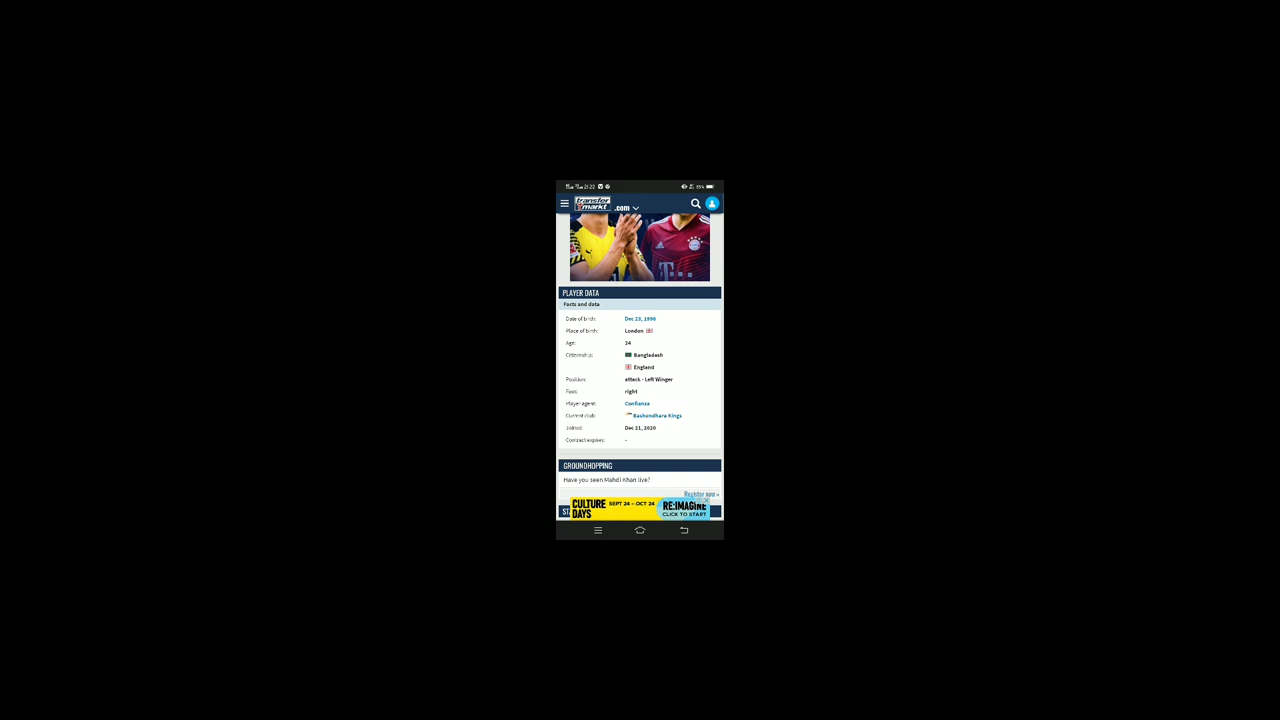 21:22
transfer
markt .com
PLAYER DATA
Facts and data
Date of birth: Dec 23, 1996
Place of birth: London
Age: 24
Citizenship: Bangladesh
England
Position: attack - Left Winger
Foot: right
Player agent: Confianza
Current club: Bashundhara Kings
Joined: Dec 21, 2020
Contract expires: -
GROUNDHOPPING
Have you seen Mahdi Khan live?
Register now »
CULTURE DAYS
SEPT 24 – OCT 24
RE:IMAGINE
CLICK TO START